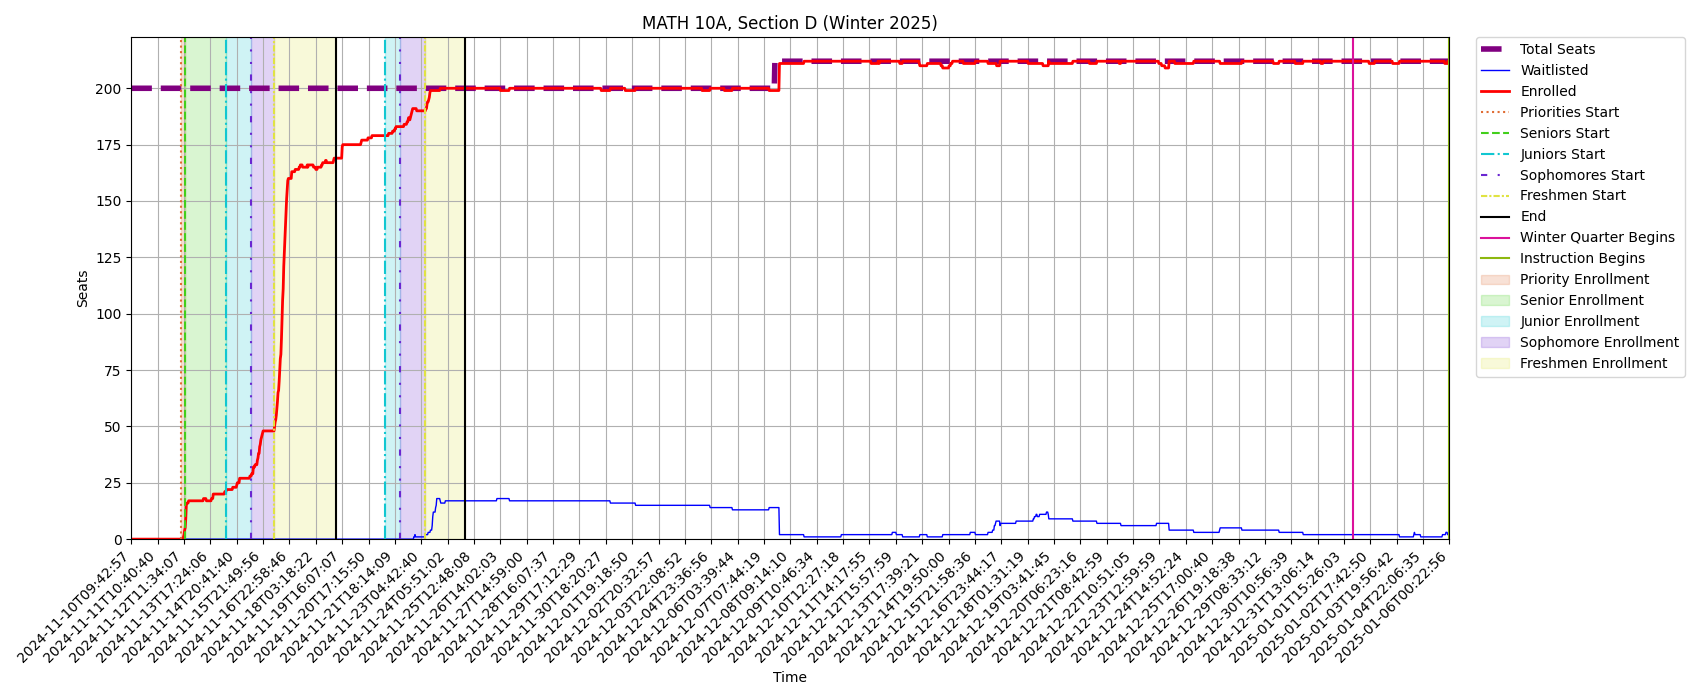 MATH 10A, Section D (Winter 2025)
Seats
200
175
150
125
100
75
50
25
0
2024-11-10T09:42:57
2024-11-11T10:40:40
2024-11-12T11:34:07
2024-11-13T17:24:06
2024-11-14T20:41:40
2024-11-15T21:49:56
2024-11-16T22:58:46
2024-11-18T03:18:22
2024-11-19T16:07:07
2024-11-20T17:15:50
2024-11-21T18:14:09
2024-11-23T04:42:40
2024-11-24T05:51:02
2024-11-25T12:48:08
2024-11-26T14:02:03
2024-11-27T14:59:00
2024-11-28T16:07:37
2024-11-29T17:12:29
2024-11-30T18:20:27
2024-12-01T19:18:50
2024-12-02T20:32:57
2024-12-03T22:08:52
2024-12-04T23:36:56
2024-12-06T03:39:44
2024-12-07T07:44:19
2024-12-08T09:14:10
2024-12-09T10:46:34
2024-12-10T12:27:18
2024-12-11T14:17:55
2024-12-12T15:57:59
2024-12-13T17:39:21
2024-12-14T19:50:00
2024-12-15T21:58:36
2024-12-16T23:44:17
2024-12-18T01:31:19
2024-12-19T03:41:45
2024-12-20T06:23:16
2024-12-21T08:42:59
2024-12-22T10:51:05
2024-12-23T12:59:59
2024-12-24T14:52:24
2024-12-25T17:00:40
2024-12-26T19:18:38
2024-12-29T08:33:12
2024-12-30T10:56:39
2024-12-31T13:06:14
2025-01-01T15:26:03
2025-01-02T17:42:50
2025-01-03T19:56:42
2025-01-04T22:06:35
2025-01-06T00:22:56
Time
Total Seats
Waitlisted
Enrolled
Priorities Start
Seniors Start
Juniors Start
Sophomores Start
Freshmen Start
End
Winter Quarter Begins
Instruction Begins
Priority Enrollment
Senior Enrollment
Junior Enrollment
Sophomore Enrollment
Freshmen Enrollment